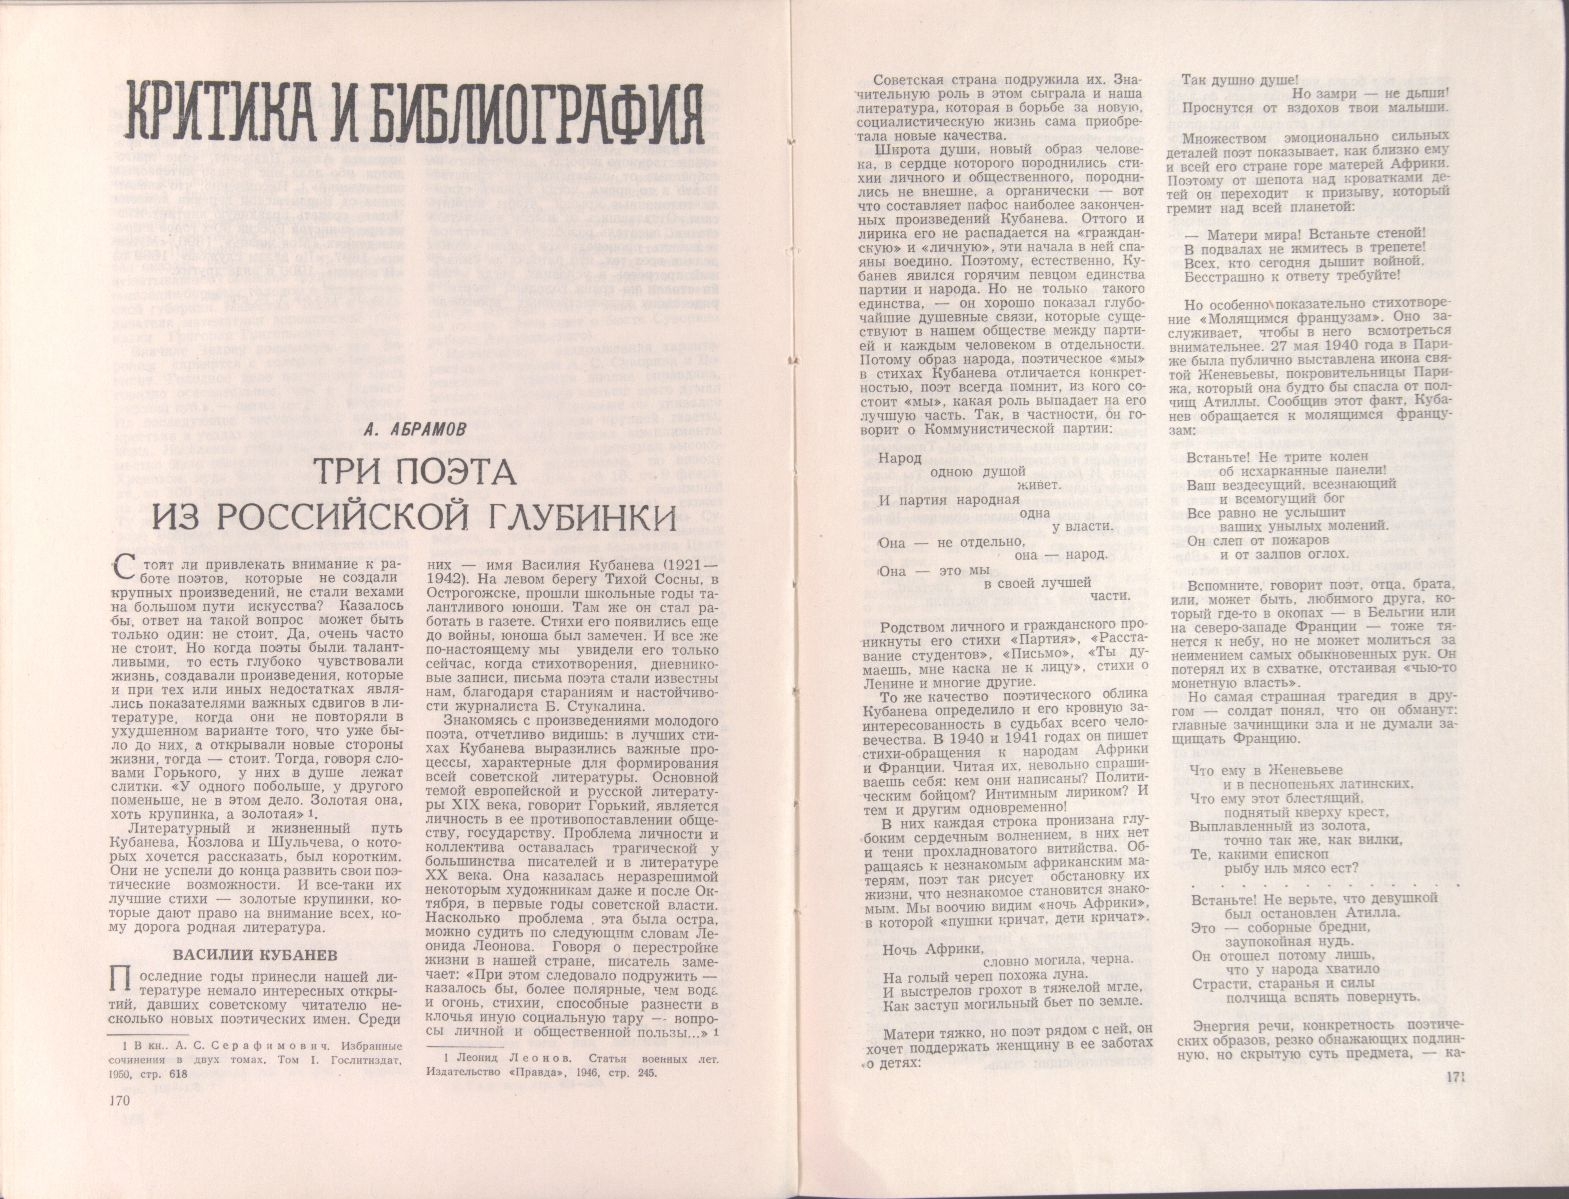 КРИТИКА И БИБЛИОГРАФИЯ
А. АБРАМОВ
ТРИ ПОЭТА
ИЗ РОССИЙСКОЙ ГЛУБИНКИ
Стоит ли привлекать внимание к ра-
боте поэтов, которые не создали
крупных произведений, не стали вехами
на большом пути искусства? Казалось
бы, ответ на такой вопрос может быть
только один: не стоит. Да, очень часто
не стоит. Но когда поэты были талант-
ливыми, то есть глубоко чувствовали
жизнь, создавали произведения, которые
и при тех или иных недостатках явля-
лись показателями важных сдвигов в ли-
тературе, когда они не повторяли в
ухудшенном варианте того, что уже бы-
ло до них, а открывали новые стороны
жизни, тогда — стоит. Тогда, говоря сло-
вами Горького, у них в душе лежат
слитки. «У одного побольше, у другого
поменьше, не в этом дело. Золотая она,
хоть крупинка, а золотая» 1.
Литературный и жизненный путь
Кубанева, Козлова и Шульчева, о кото-
рых хочется рассказать, был коротким.
Они не успели до конца развить свои поэ-
тические возможности. И все-таки их
лучшие стихи — золотые крупинки, ко-
торые дают право на внимание всех, ко-
му дорога родная литература.
ВАСИЛИЙ КУБАНЕВ
Последние годы принесли нашей ли-
тературе немало интересных откры-
тий, давших советскому читателю не-
сколько новых поэтических имен. Среди
1 В кн.. А. С. Серафимович. Избранные
сочинения в двух томах. Том I. Гослитиздат,
1950, стр. 618
170
них — имя Василия Кубанева (1921—
1942). На левом берегу Тихой Сосны, в
Острогожске, прошли школьные годы та-
лантливого юноши. Там же он стал ра-
ботать в газете. Стихи его появились еще
до войны, юноша был замечен. И все же
по-настоящему мы увидели его только
сейчас, когда стихотворения, дневнико-
вые записи, письма поэта стали известны
нам, благодаря стараниям и настойчиво-
сти журналиста Б. Стукалина.
Знакомясь с произведениями молодого
поэта, отчетливо видишь: в лучших сти-
хах Кубанева выразились важные про-
цессы, характерные для формирования
всей советской литературы. Основной
темой европейской и русской литерату-
ры XIX века, говорит Горький, является
личность в ее противопоставлении обще-
ству, государству. Проблема личности и
коллектива оставалась трагической у
большинства писателей и в литературе
XX века. Она казалась неразрешимой
некоторым художникам даже и после Ок-
тября, в первые годы советской власти.
Насколько проблема эта была остра,
можно судить по следующим словам Ле-
онида Леонова. Говоря о перестройке
жизни в нашей стране, писатель заме-
чает: «При этом следовало подружить —
казалось бы, более полярные, чем вода
и огонь, стихии, способные разнести в
клочья иную социальную тару — вопро-
сы личной и общественной пользы...» 1
1 Леонид Леонов. Статьи военных лет.
Издательство «Правда», 1946, стр. 245.
Советская страна подружила их. Зна-
чительную роль в этом сыграла и наша
литература, которая в борьбе за новую,
социалистическую жизнь сама приобре-
тала новые качества.
Широта души, новый образ челове-
ка, в сердце которого породнились сти-
хии личного и общественного, породни-
лись не внешне, а органически — вот
что составляет пафос наиболее закончен-
ных произведений Кубанева. Оттого и
лирика его не распадается на «граждан-
скую» и «личную», эти начала в ней спа-
яны воедино. Поэтому, естественно, Ку-
банев явился горячим певцом единства
партии и народа. Но не только такого
единства, — он хорошо показал глубо-
чайшие душевные связи, которые суще-
ствуют в нашем обществе между парти-
ей и каждым человеком в отдельности.
Потому образ народа, поэтическое «мы»
в стихах Кубанева отличается конкрет-
ностью, поэт всегда помнит, из кого со-
стоит «мы», какая роль выпадает на его
лучшую часть. Так, в частности, он го-
ворит о Коммунистической партии:
Народ
одною душой
живет.
И партия народная
одна
у власти.
Она — не отдельно,
она — народ.
Она — это мы
в своей лучшей
части.
Родством личного и гражданского про-
никнуты его стихи «Партия», «Расста-
вание студентов», «Письмо», «Ты ду-
маешь, мне каска не к лицу», стихи о
Ленине и многие другие.
То же качество поэтического облика
Кубанева определило и его кровную за-
интересованность в судьбах всего чело-
вечества. В 1940 и 1941 годах он пишет
стихи-обращения к народам Африки
и Франции. Читая их, невольно спраши-
ваешь себя: кем они написаны? Полити-
ческим бойцом? Интимным лириком? И
тем и другим одновременно!
В них каждая строка пронизана глу-
боким сердечным волнением, в них нет
и тени прохладноватого витийства. Об-
ращаясь к незнакомым африканским ма-
терям, поэт так рисует обстановку их
жизни, что незнакомое становится знако-
мым. Мы воочию видим «ночь Африки»,
в которой «пушки кричат, дети кричат».
Ночь Африки,
словно могила, черна.
На голый череп похожа луна.
И выстрелов грохот в тяжелой мгле,
Как заступ могильный бьет по земле.
Матери тяжко, но поэт рядом с ней, он
хочет поддержать женщину в ее заботах
о детях:
Так душно душе!
Но замри — не дыши!
Проснутся от вздохов твои малыши.
Множеством эмоционально сильных
деталей поэт показывает, как близко ему
и всей его стране горе матерей Африки.
Поэтому от шепота над кроватками де-
тей он переходит к призыву, который
гремит над всей планетой:
— Матери мира! Встаньте стеной!
В подвалах не жмитесь в трепете!
Всех, кто сегодня дышит войной,
Бесстрашно к ответу требуйте!
Но особенно показательно стихотворе-
ние «Молящимся французам». Оно за-
служивает, чтобы в него всмотреться
внимательнее. 27 мая 1940 года в Пари-
же была публично выставлена икона свя-
той Женевьевы, покровительницы Пари-
жа, который она будто бы спасла от пол-
чищ Атиллы. Сообщив этот факт, Куба-
нев обращается к молящимся францу-
зам:
Встаньте! Не трите колен
об исхарканные панели!
Ваш вездесущий, всезнающий
и всемогущий бог
Все равно не услышит
ваших унылых молений.
Он слеп от пожаров
и от залпов оглох.
Вспомните, говорит поэт, отца, брата,
или, может быть, любимого друга, ко-
торый где-то в окопах — в Бельгии или
на северо-западе Франции — тоже тя-
нется к небу, но не может молиться за
неимением самых обыкновенных рук. Он
потерял их в схватке, отстаивая «чью-то
монетную власть».
Но самая страшная трагедия в дру-
гом — солдат понял, что он обманут:
главные зачинщики зла и не думали за-
щищать Францию.
Что ему в Женевьеве
и в песнопеньях латинских,
Что ему этот блестящий,
поднятый кверху крест,
Выплавленный из золота,
точно так же, как вилки,
Те, какими епископ
рыбу иль мясо ест?
. . . . . . . . . . . . . .
Встаньте! Не верьте, что девушкой
был остановлен Атилла.
Это — соборные бредни,
заупокойная нудь.
Он отошел потому лишь,
что у народа хватило
Страсти, старанья и силы
полчища вспять повернуть.
Энергия речи, конкретность поэтиче-
ских образов, резко обнажающих подлин-
ную, но скрытую суть предмета, — ка-
171